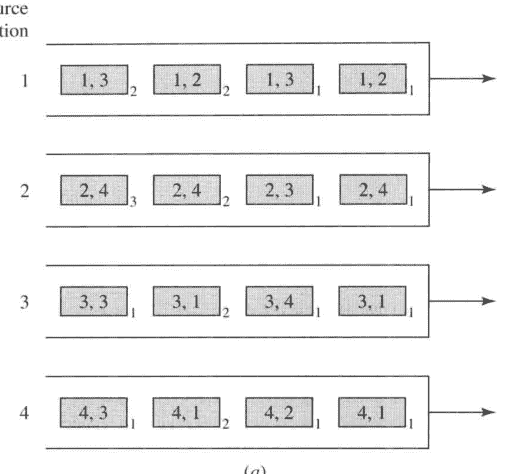 tion
1 1, 3 2 1, 2 2 1, 3 1 1, 2 1
2 2, 4 3 2, 4 2 2, 3 1 2, 4 1
3 3, 3 1 3, 1 2 3, 4 1 3, 1 1
4 4, 3 1 4, 1 2 4, 2 1 4, 1 1